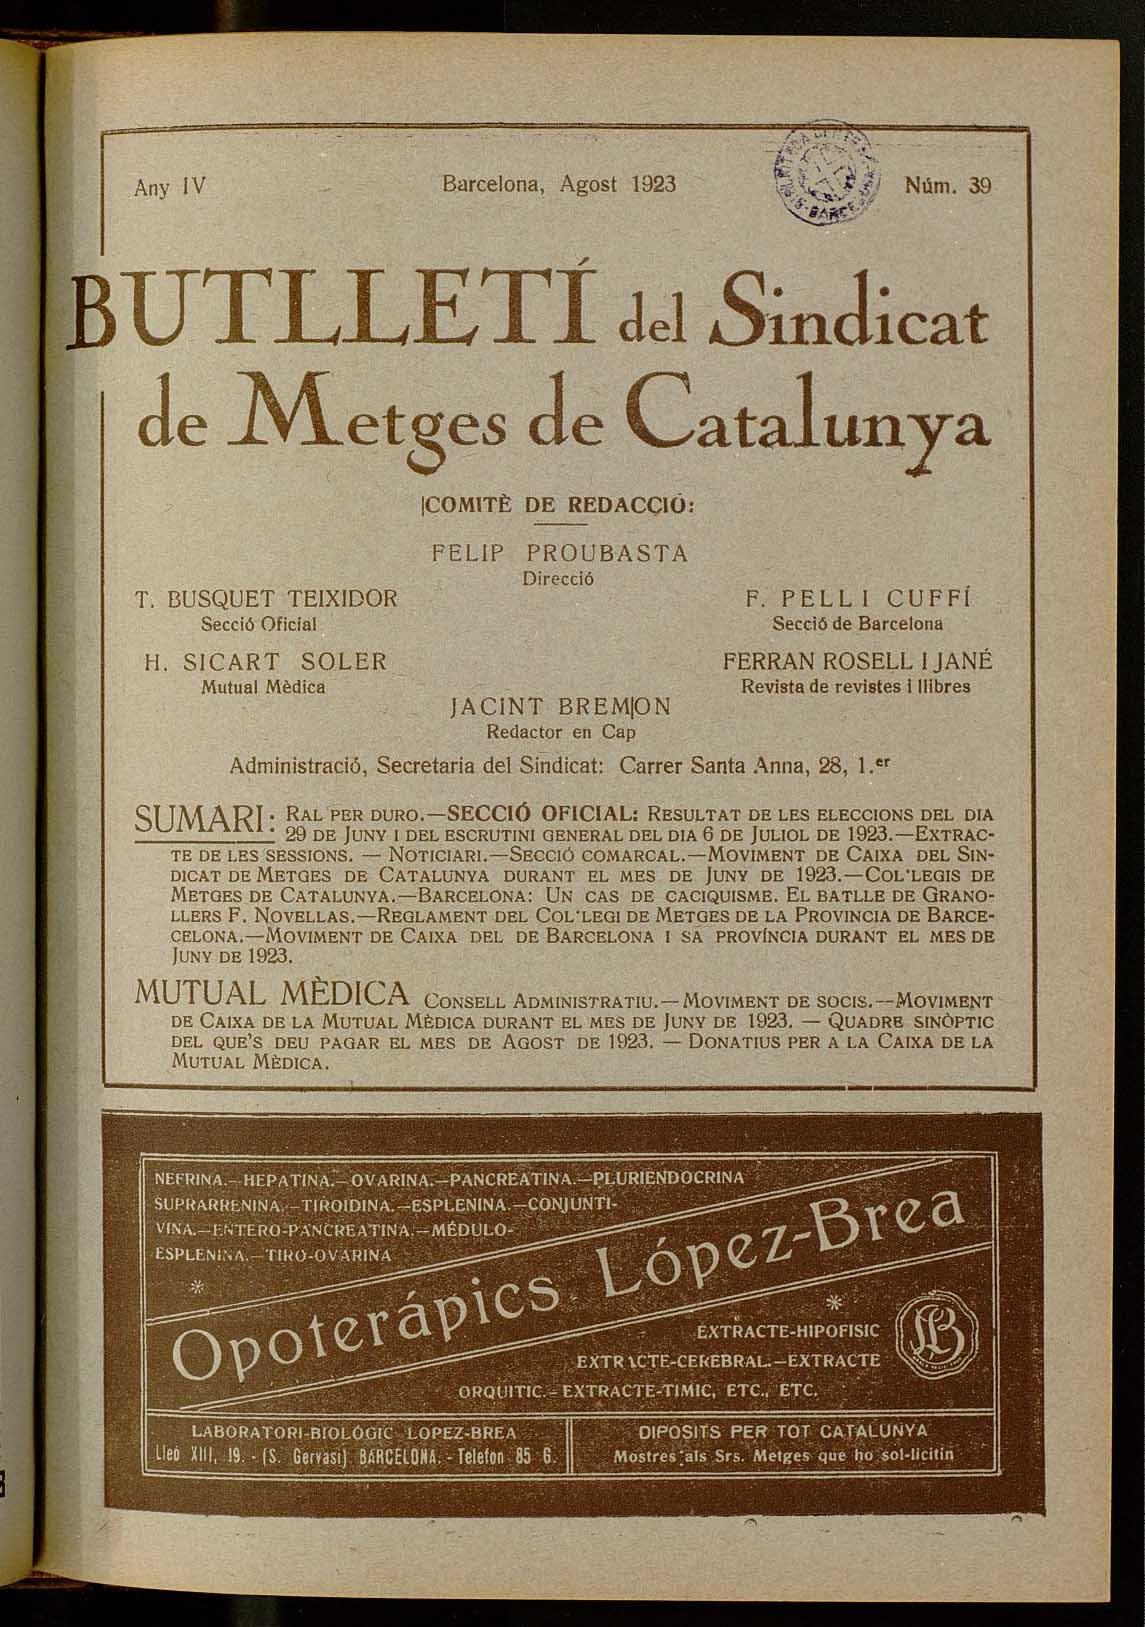 Any IV
Barcelona, Agost 1923
Núm. 39
BUTLLETÍ del Sindicat
de Metges de Catalunya
COMITÈ DE REDACCIÓ:
FELIP PROUBASTA
Direcció
T. BUSQUET TEIXIDOR
Secció Oficial
F. PELL I CUFFÍ
Secció de Barcelona
H. SICART SOLER
Mutual Mèdica
FERRAN ROSELL I JANÉ
Revista de revistes i llibres
JACINT BREMON
Redactor en Cap
Administració, Secretaria del Sindicat: Carrer Santa Anna, 28, 1.er
SUMARI: RAL PER DURO.—SECCIÓ OFICIAL: RESULTAT DE LES ELECCIONS DEL DIA
29 DE JUNY I DEL ESCRUTINI GENERAL DEL DIA 6 DE JULIOL DE 1923.—EXTRAC-
TE DE LES SESSIONS. — NOTICIARI.—SECCIÓ COMARCAL.—MOVIMENT DE CAIXA DEL SIN-
DICAT DE METGES DE CATALUNYA DURANT EL MES DE JUNY DE 1923.—COL'LEGIS DE
METGES DE CATALUNYA.—BARCELONA: UN CAS DE CACIQUISME. EL BATLLE DE GRANO-
LLERS F. NOVELLAS.—REGLAMENT DEL COL'LEGI DE METGES DE LA PROVINCIA DE BARCE-
CELONA.—MOVIMENT DE CAIXA DEL DE BARCELONA I SA PROVÍNCIA DURANT EL MES DE
JUNY DE 1923.
MUTUAL MÈDICA CONSELL ADMINISTRATIU.—MOVIMENT DE SOCIS.—MOVIMENT
DE CAIXA DE LA MUTUAL MÈDICA DURANT EL MES DE JUNY DE 1923. — QUADRE SINÒPTIC
DEL QUE'S DEU PAGAR EL MES DE AGOST DE 1923. — DONATIUS PER A LA CAIXA DE LA
MUTUAL MÈDICA.
NEFRINA.—HEPATINA.—OVARINA.—PANCREATINA.—PLURIENDOCRINA
SUPRARRENINA.—TIROIDINA.—ESPLENINA.—CONJUNTI-
VINA.—ENTERO-PANCREATINA.—MÉDULO-
ESPLENINA.—TIRO-OVARINA
Opoteràpics López-Brea
EXTRACTE-HIPOFISIC
EXTRACTE-CEREBRAL.—EXTRACTE
ORQUITIC.—EXTRACTE-TIMIC, ETC., ETC.
LABORATORI-BIOLÓGIC LOPEZ-BREA
Lleó XIII, 19. - (S. Gervasi) BARCELONA. - Telefon 85 G.
DIPOSITS PER TOT CATALUNYA
Mostres als Srs. Metges que ho sol-licitin